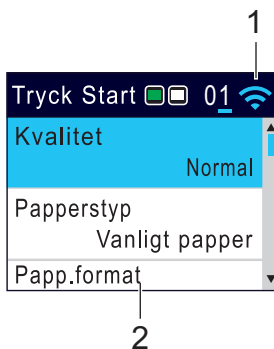 1
Tryck Start 01
Kvalitet
Normal
Papperstyp
Vanligt papper
Papp.format
2